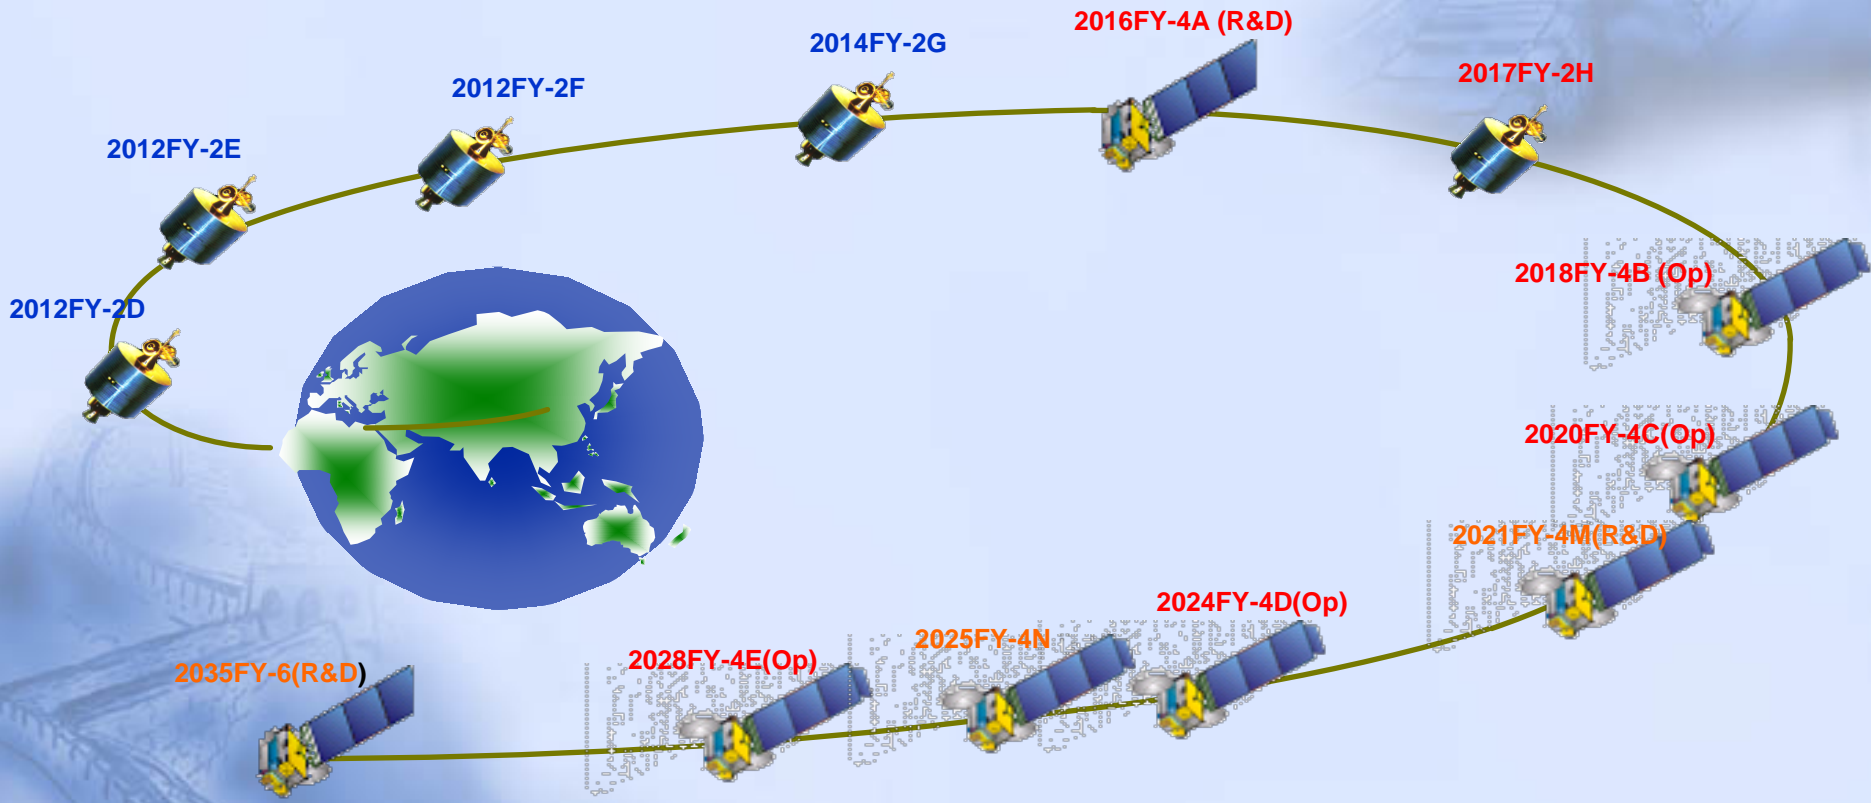 2016FY-4A (R&D)
2014FY-2G
2017FY-2H
2012FY-2F
2012FY-2E
2018FY-4B (Op)
2012FY-2D
2020FY-4C(Op)
2021FY-4M(R&D)
2024FY-4D(Op)
2025FY-4N
2028FY-4E(Op)
2035FY-6(R&D)